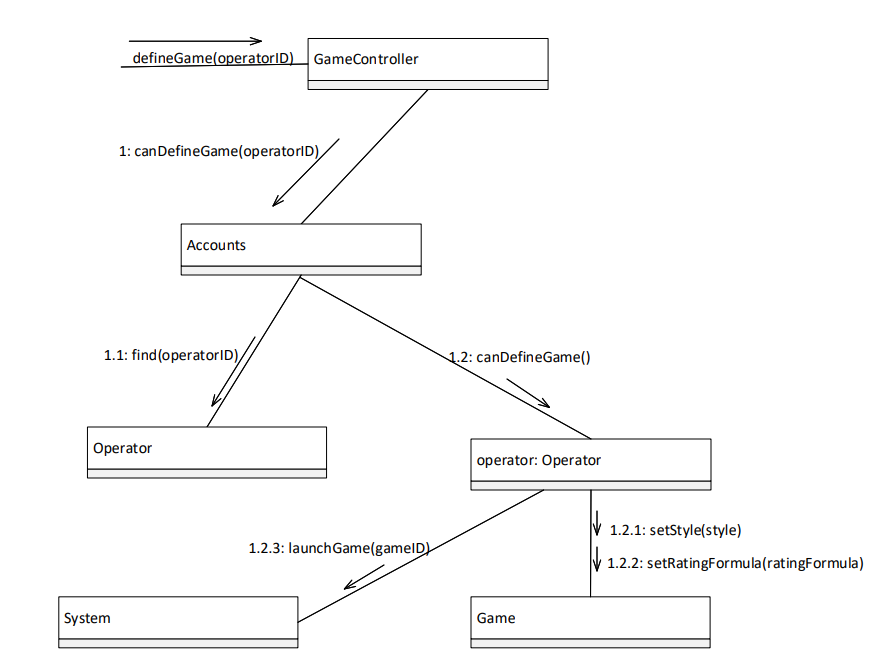 defineGame(operatorID)
GameController
1: canDefineGame(operatorID)
Accounts
1.1: find(operatorID)
1.2: canDefineGame()
Operator
operator: Operator
1.2.1: setStyle(style)
1.2.3: launchGame(gameID)
1.2.2: setRatingFormula(ratingFormula)
System
Game